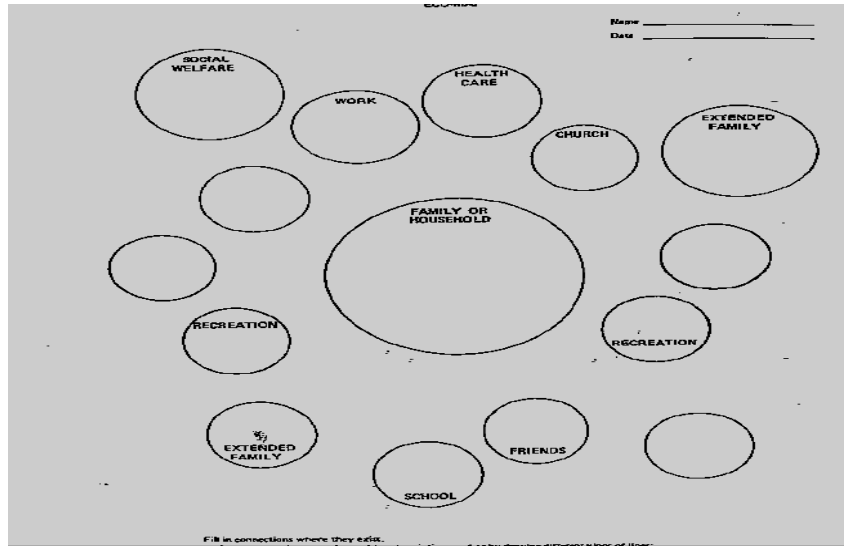 Name
Date
SOCIAL
WELFARE
WORK
HEALTH
CARE
CHURCH
EXTENDED
FAMILY
FAMILY OR
HOUSEHOLD
RECREATION
RECREATION
EXTENDED
FAMILY
FRIENDS
SCHOOL
Fill in connections where they exist.